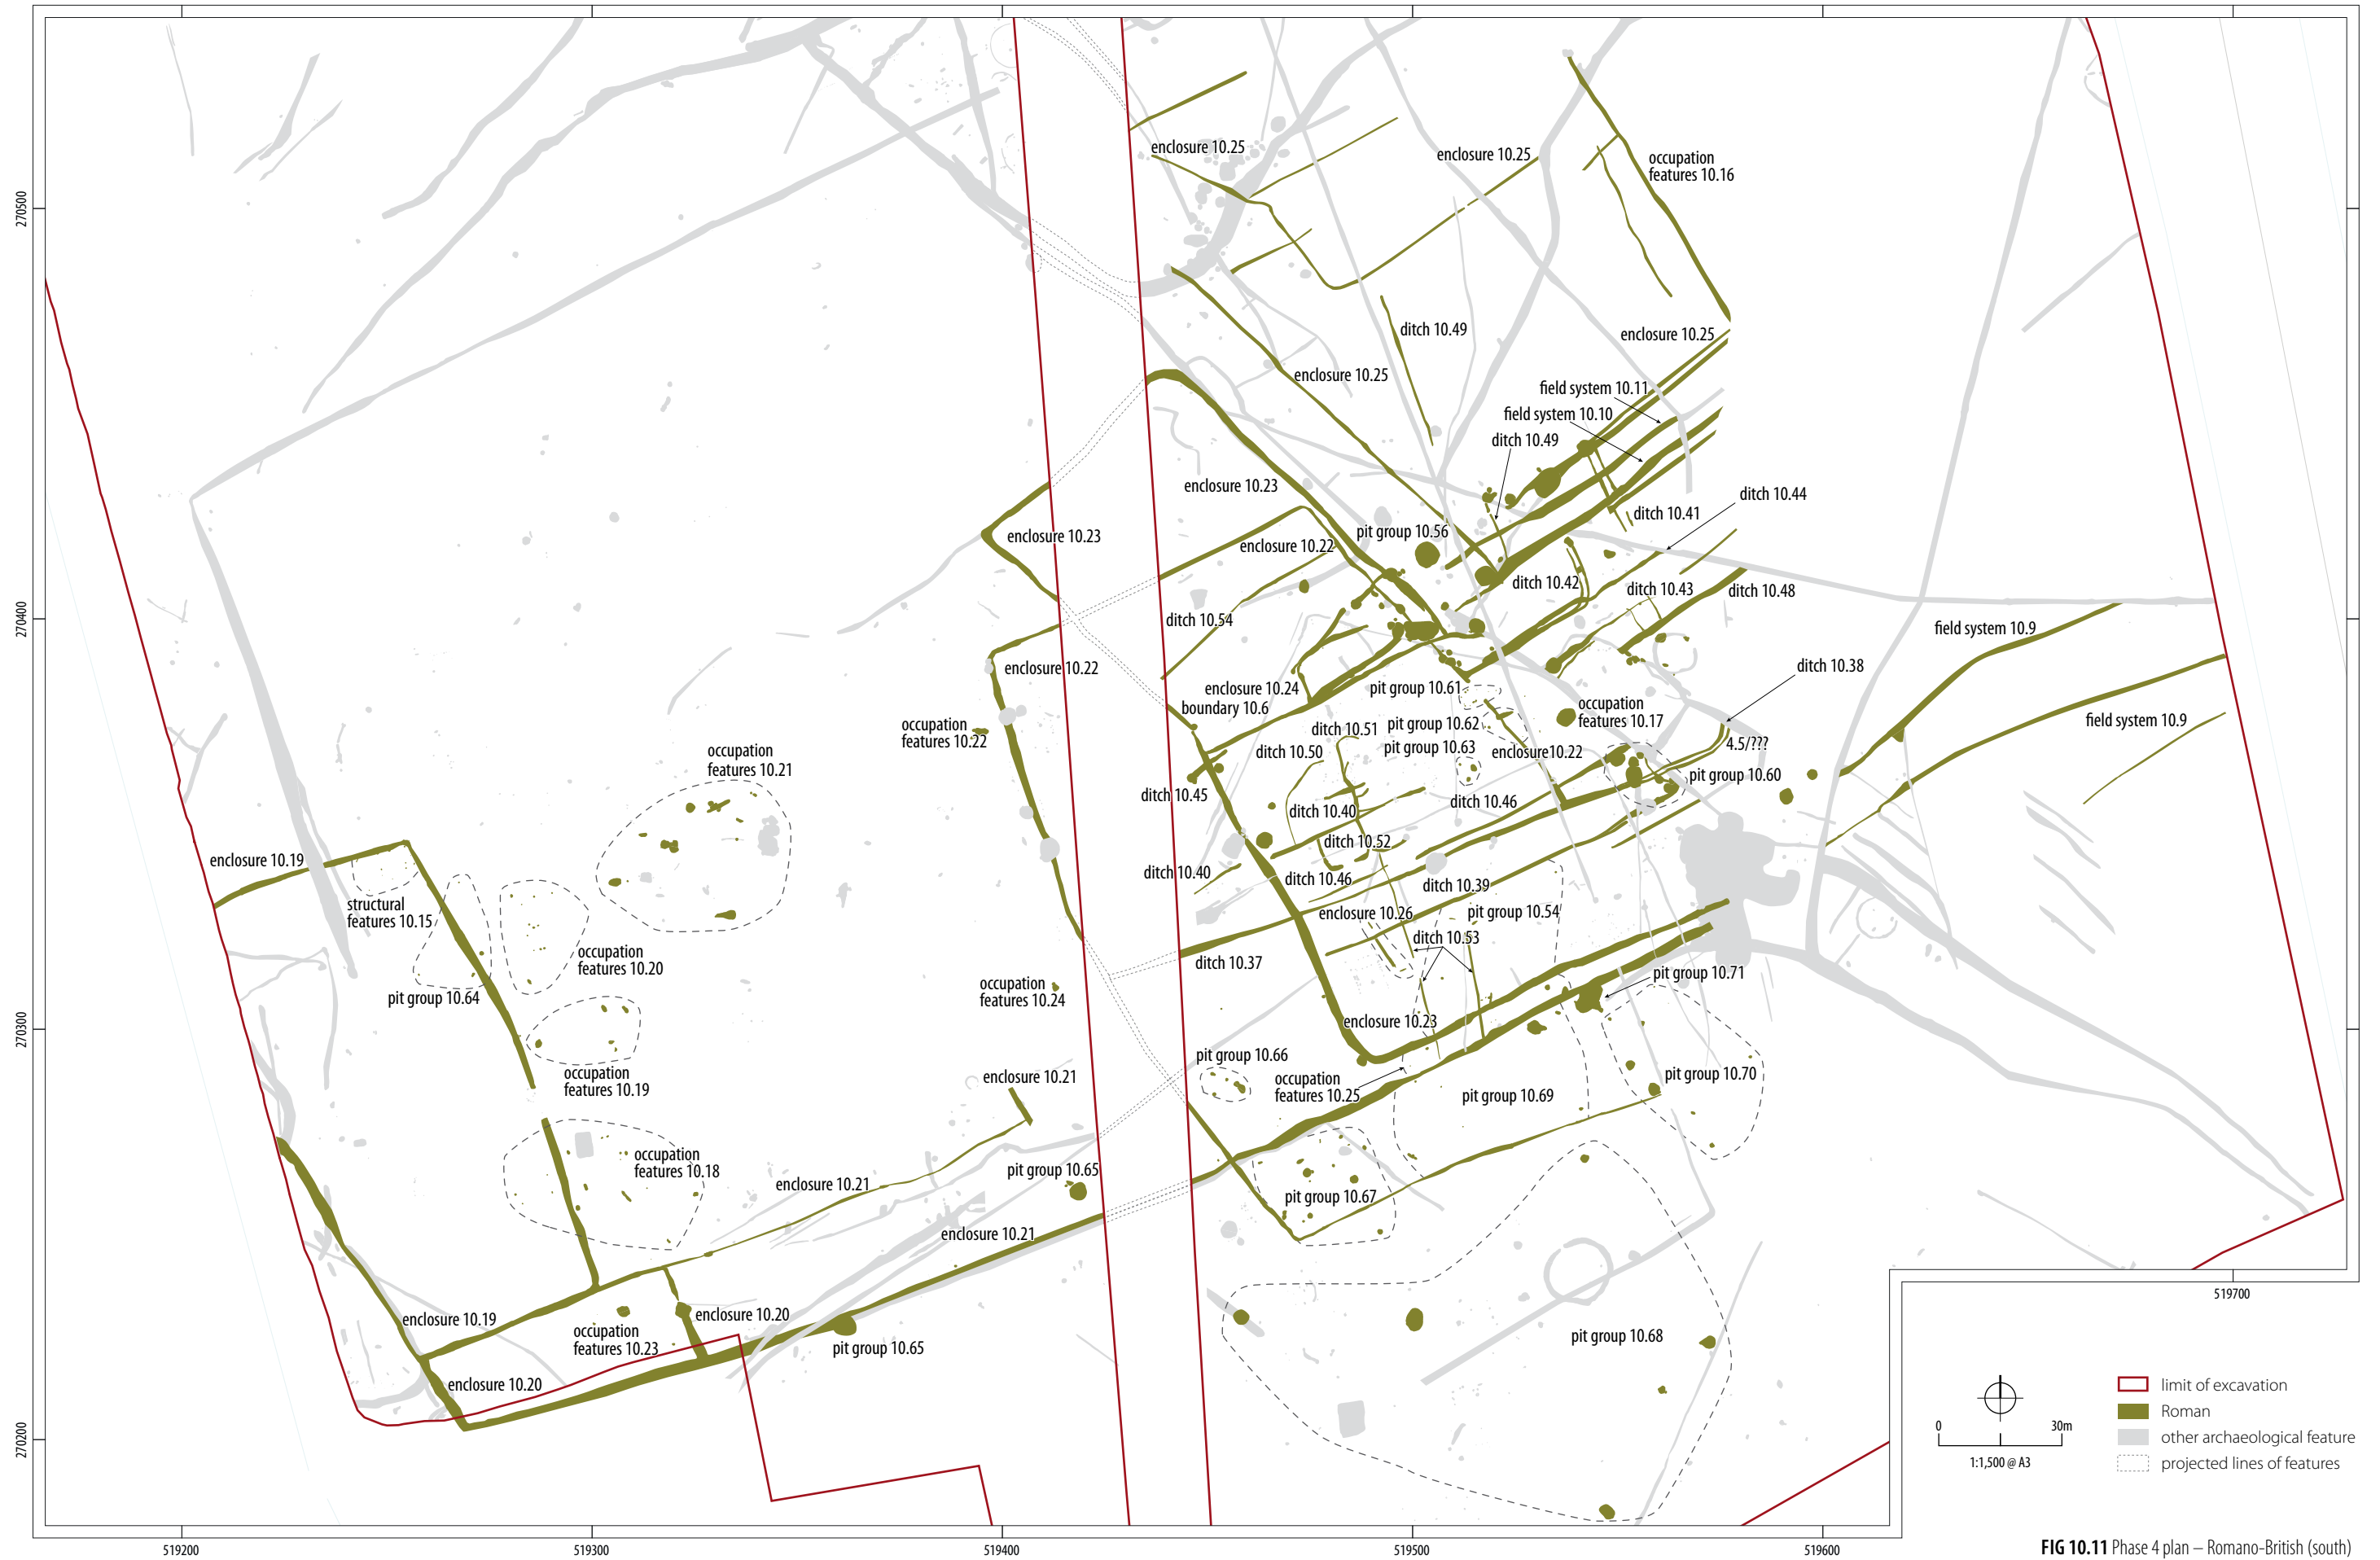 enclosure 10.25
enclosure 10.25
occupation
features 10.16
270500
ditch 10.49
enclosure 10.25
enclosure 10.25
field system 10.11
field system 10.10
ditch 10.49
enclosure 10.23
ditch 10.44
ditch 10.41
enclosure 10.23
pit group 10.56
enclosure 10.22
ditch 10.42
ditch 10.43
ditch 10.48
270400
ditch 10.54
field system 10.9
enclosure 10.22
ditch 10.38
enclosure 10.24
pit group 10.61
boundary 10.6
occupation
features 10.17
occupation
features 10.22
ditch 10.51
pit group 10.62
field system 10.9
ditch 10.50
pit group 10.63
enclosure10.22
4.5/???
occupation
features 10.21
pit group 10.60
ditch 10.45
ditch 10.46
ditch 10.40
ditch 10.52
enclosure 10.19
ditch 10.40
ditch 10.46
ditch 10.39
structural
features 10.15
enclosure 10.26
pit group 10.54
ditch 10.53
occupation
features 10.20
ditch 10.37
pit group 10.71
occupation
features 10.24
pit group 10.64
270300
enclosure 10.23
pit group 10.66
occupation
features 10.19
enclosure 10.21
occupation
features 10.25
pit group 10.69
pit group 10.70
occupation
features 10.18
pit group 10.65
enclosure 10.21
pit group 10.67
enclosure 10.21
519700
enclosure 10.19
enclosure 10.20
occupation
features 10.23
pit group 10.65
pit group 10.68
enclosure 10.20
270200
0 30m
1:1,500 @ A3
limit of excavation
Roman
other archaeological feature
projected lines of features
519200
519300
519400
519500
519600
FIG 10.11 Phase 4 plan – Romano-British (south)